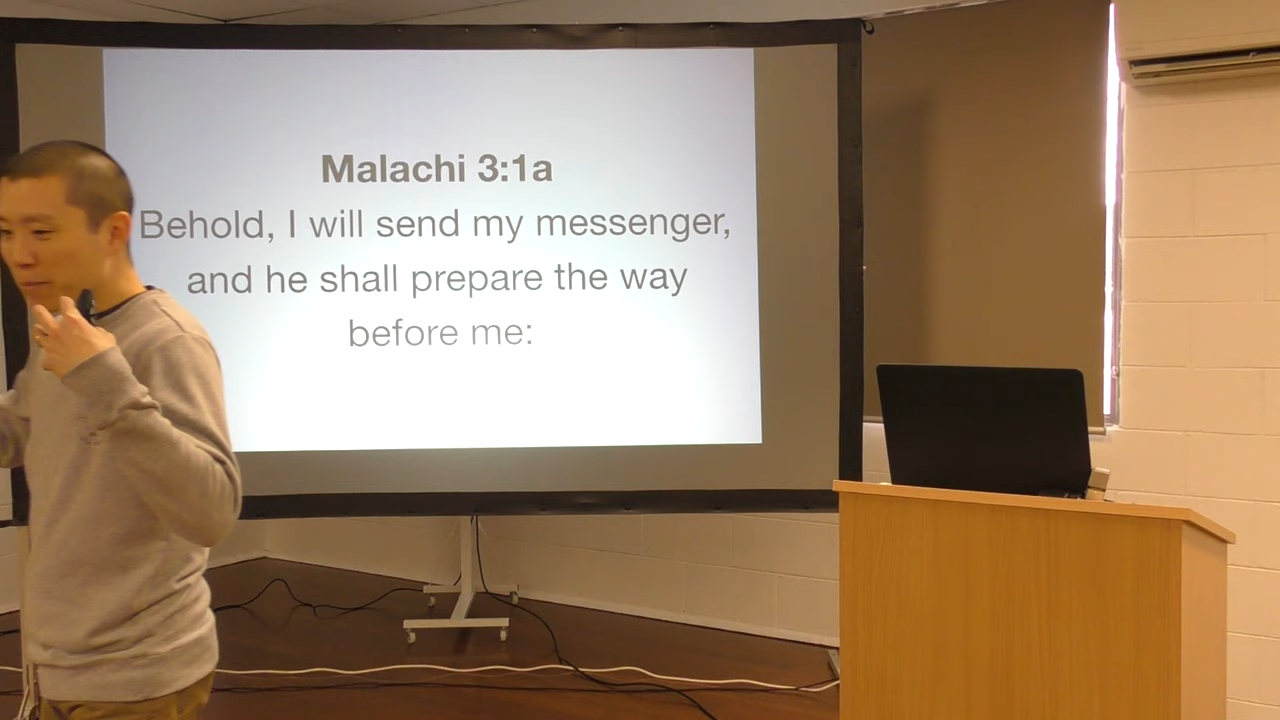 Malachi 3:1a
Behold, I will send my messenger,
and he shall prepare the way
before me: